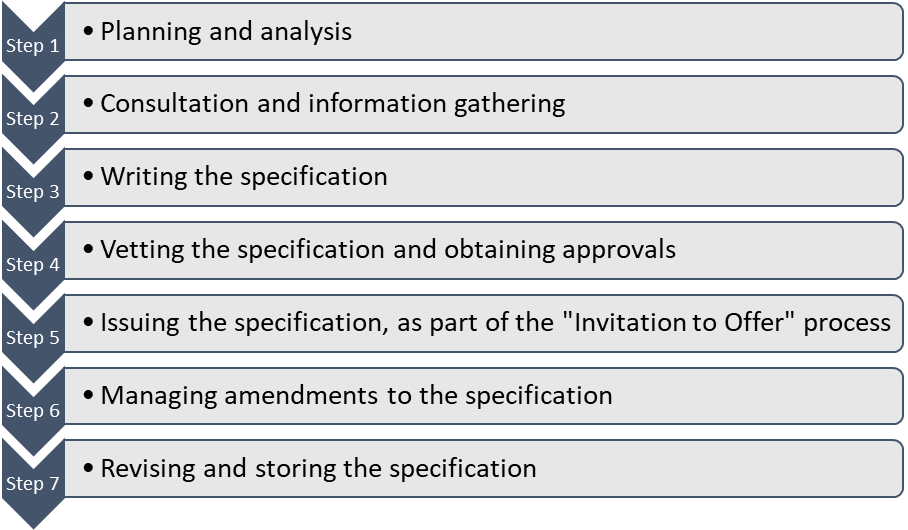 Step 1
• Planning and analysis
Step 2
• Consultation and information gathering
Step 3
• Writing the specification
Step 4
• Vetting the specification and obtaining approvals
Step 5
• Issuing the specification, as part of the "Invitation to Offer" process
Step 6
• Managing amendments to the specification
Step 7
• Revising and storing the specification